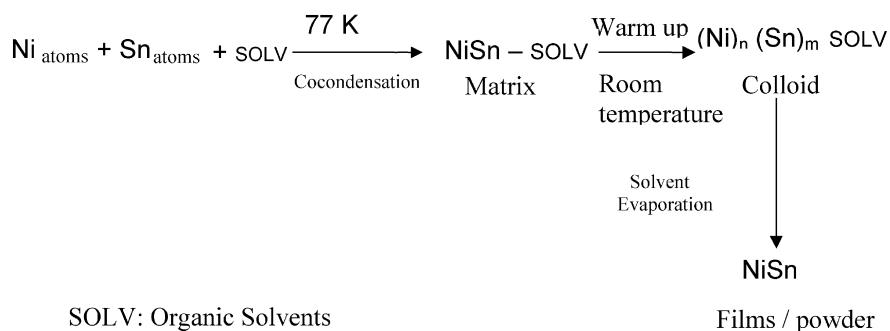 77 K
Warm up
Ni atoms + Sn atoms + SOLV
NiSn – SOLV
(Ni)n (Sn)m SOLV
Cocondensation
Matrix
Room
temperature
Colloid
Solvent
Evaporation
NiSn
SOLV: Organic Solvents
Films / powder